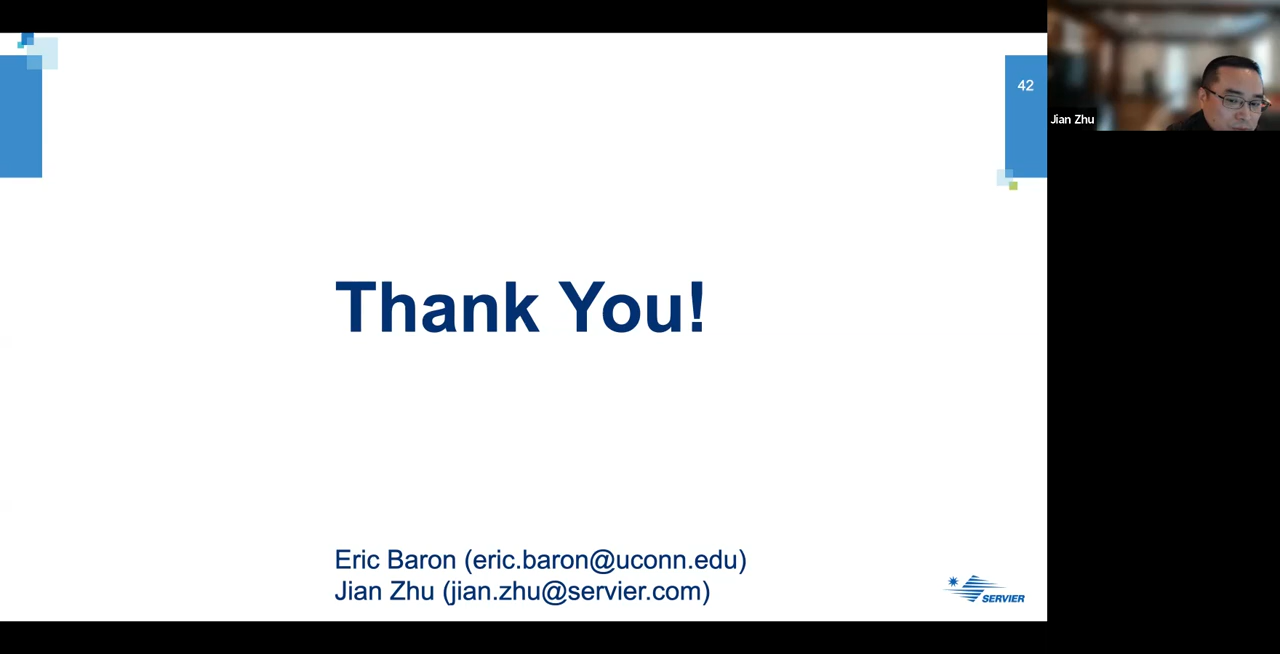 42
Jian Zhu
Thank You!
Eric Baron (eric.baron@uconn.edu)
Jian Zhu (jian.zhu@servier.com)
SERVIER